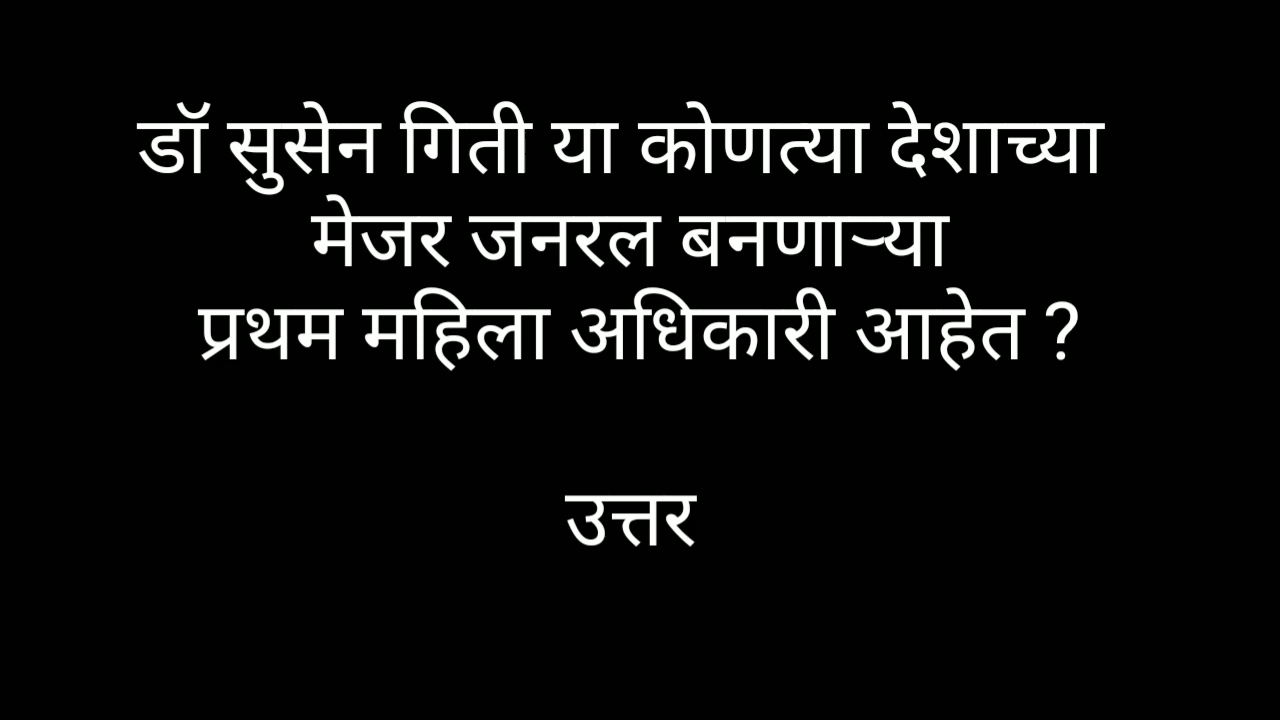 डॉ सुसेन गिती या कोणत्या देशाच्या
मेजर जनरल बनणाऱ्या
प्रथम महिला अधिकारी आहेत ?
उत्तर